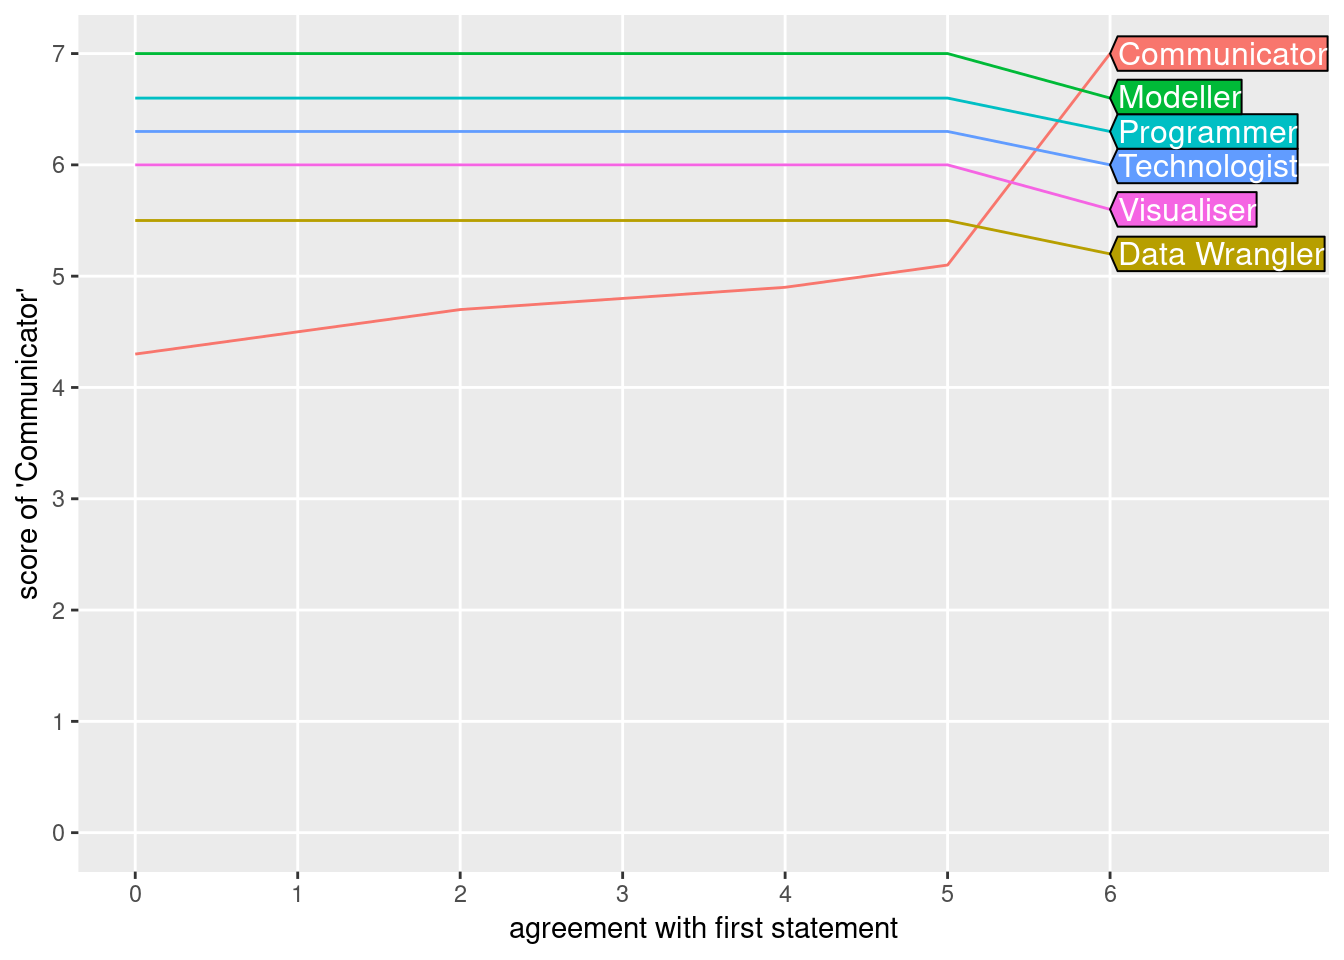 7
6
5
4
3
2
1
0
score of 'Communicator'
Communicator
Modeller
Programmer
Technologist
Visualiser
Data Wrangler
0 1 2 3 4 5 6
agreement with first statement